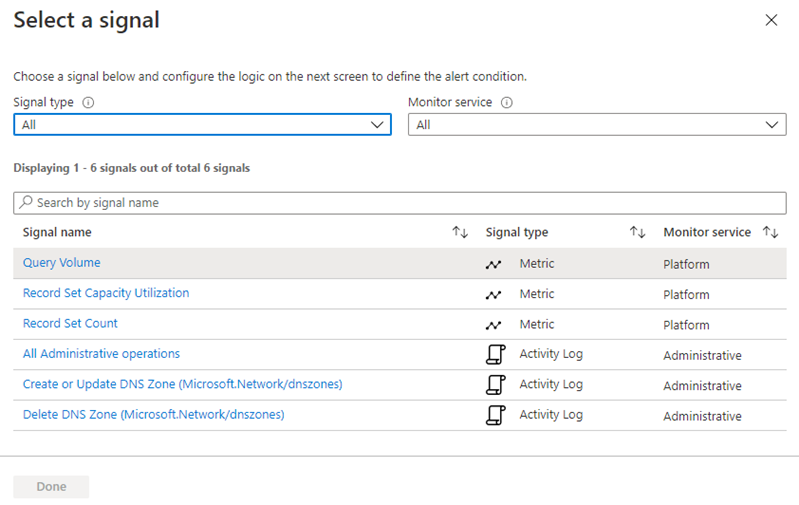 Select a signal
Choose a signal below and configure the logic on the next screen to define the alert condition.
Signal type Monitor service
All All
Displaying 1 - 6 signals out of total 6 signals
Search by signal name
Signal name Signal type Monitor service
Query Volume Metric Platform
Record Set Capacity Utilization Metric Platform
Record Set Count Metric Platform
All Administrative operations Activity Log Administrative
Create or Update DNS Zone (Microsoft.Network/dnszones) Activity Log Administrative
Delete DNS Zone (Microsoft.Network/dnszones) Activity Log Administrative
Done